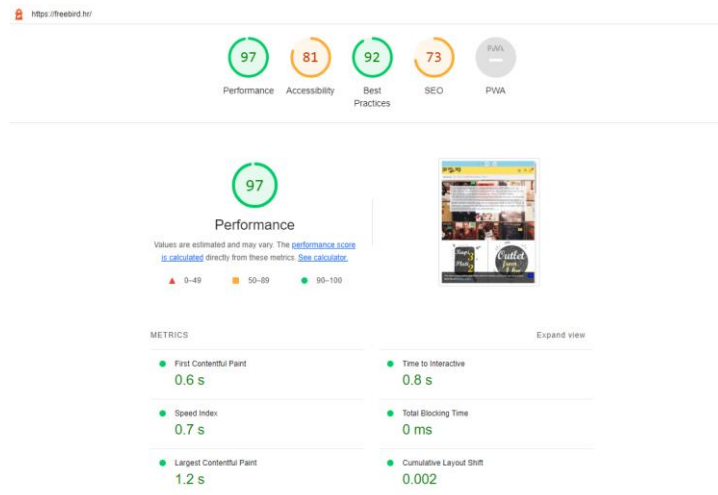 https://freebird.hr/
97
81
92
73
PWA
Performance
Accessibility
Best
Practices
SEO
PWA
97
Performance
Values are estimated and may vary. The performance score
is calculated directly from these metrics. See calculator.
0–49
50–89
90–100
Outlet
METRICS
Expand view
First Contentful Paint
0.6 s
Time to Interactive
0.8 s
Speed Index
0.7 s
Total Blocking Time
0 ms
Largest Contentful Paint
1.2 s
Cumulative Layout Shift
0.002